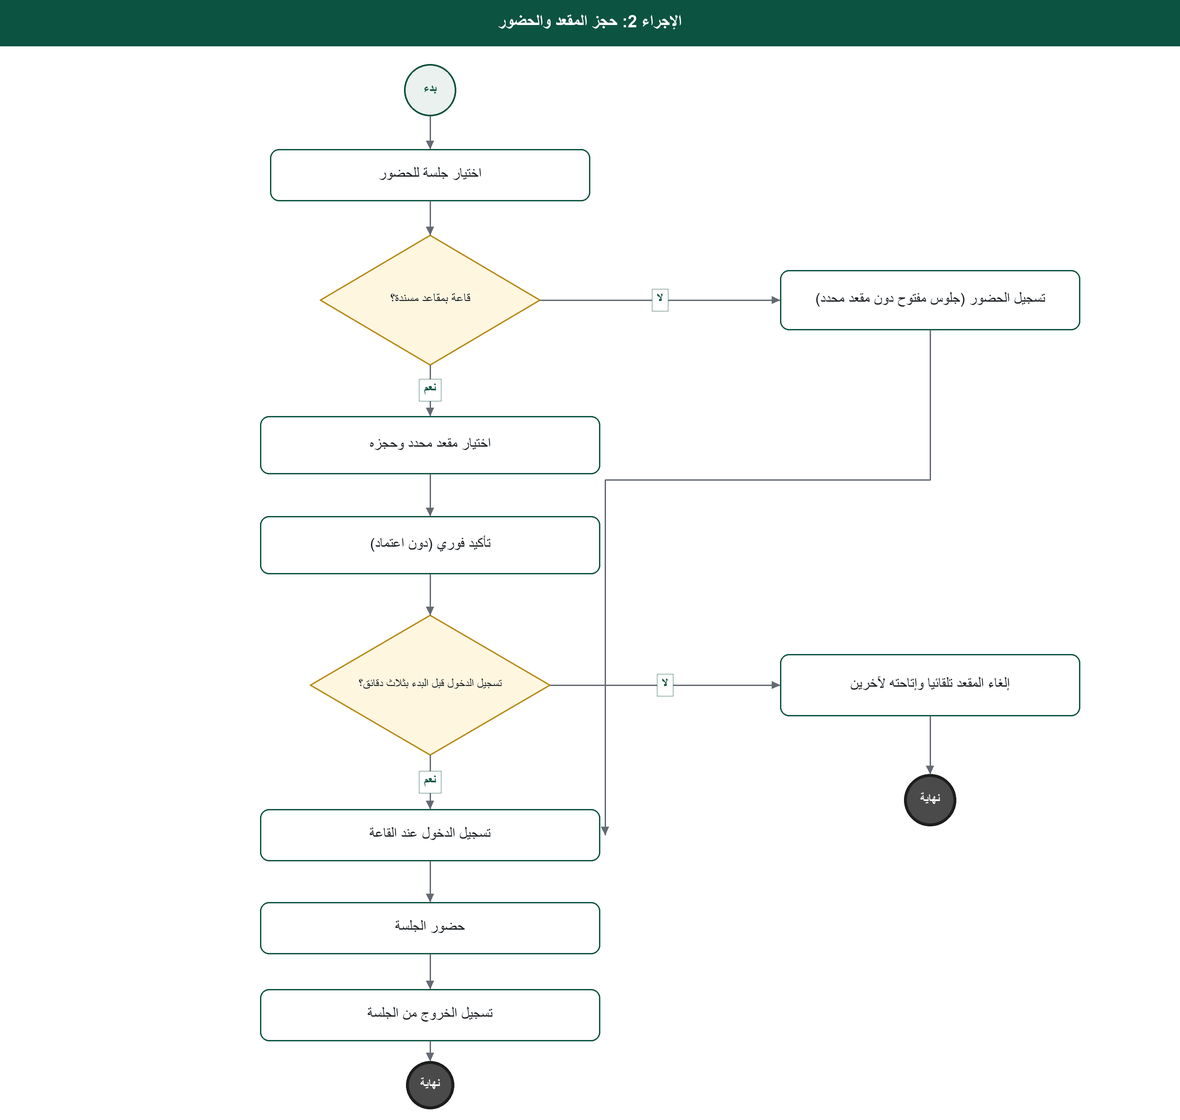 الإجراء 2: حجز المقعد والحضور
بدء
اختيار جلسة للحضور
قاعة بمقاعد مسندة؟
لا
تسجيل الحضور (جلوس مفتوح دون مقعد محدد)
نعم
اختيار مقعد محدد وحجزه
تأكيد فوري (دون اعتماد)
تسجيل الدخول قبل البدء بثلاث دقائق؟
لا
إلغاء المقعد تلقائيا وإتاحته لآخرين
نعم
نهاية
تسجيل الدخول عند القاعة
حضور الجلسة
تسجيل الخروج من الجلسة
نهاية